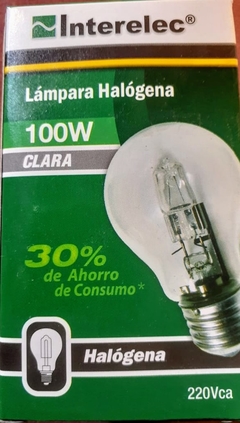 Interelec®
Lámpara Halógena
100W
CLARA
30%
de Ahorro
de Consumo*
Halógena
220Vca